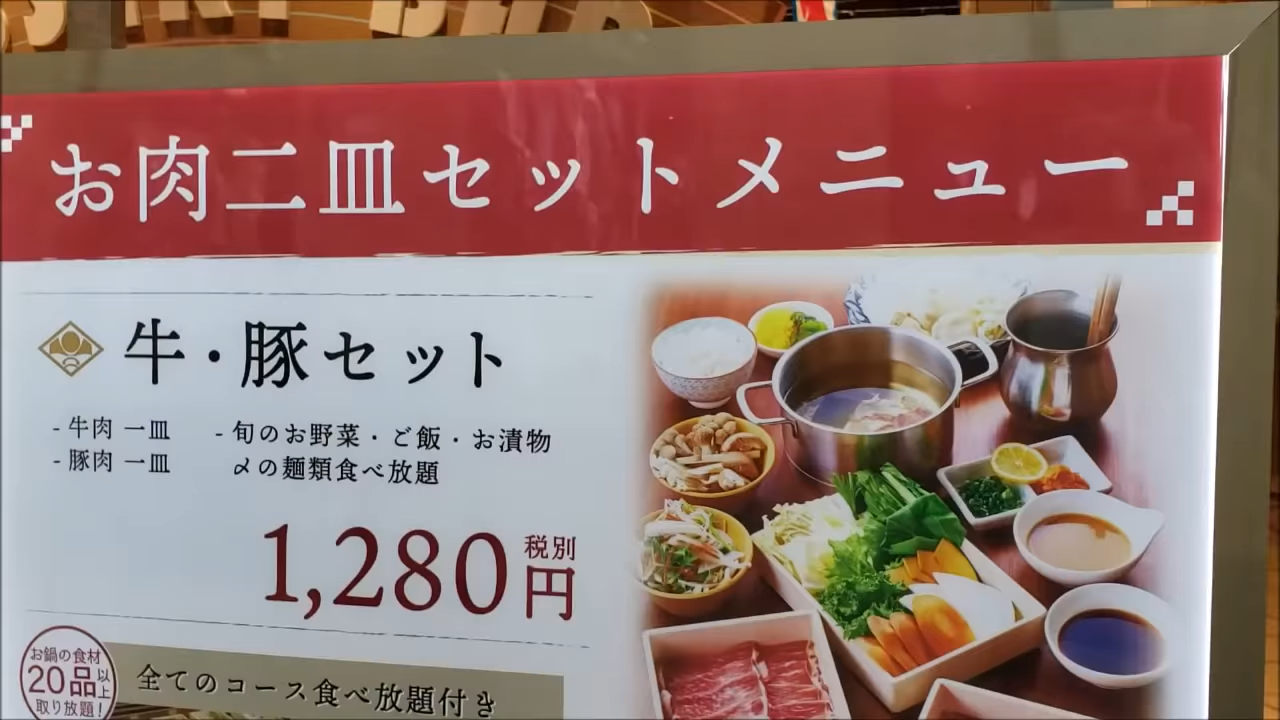 お肉二皿セットメニュー
牛・豚セット
- 牛肉 一皿
- 豚肉 一皿
- 旬のお野菜・ご飯・お漬物
〆の麺類食べ放題
1,280円 税別
お鍋の食材
20品以上
取り放題!
全てのコース食べ放題付き